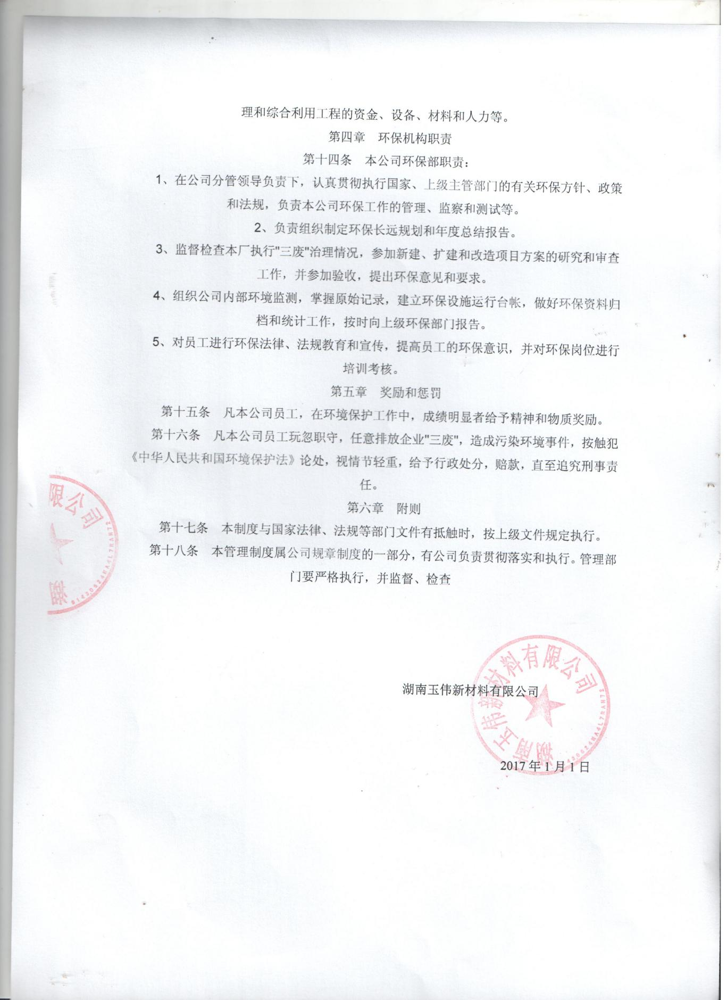 理和综合利用工程的资金、设备、材料和人力等。
第四章　环保机构职责
第十四条　本公司环保部职责：
1、在公司分管领导负责下，认真贯彻执行国家、上级主管部门的有关环保方针、政策
和法规，负责本公司环保工作的管理、监察和测试等。
2、负责组织制定环保长远规划和年度总结报告。
3、监督检查本厂执行"三废"治理情况，参加新建、扩建和改造项目方案的研究和审查
工作，并参加验收，提出环保意见和要求。
4、组织公司内部环境监测，掌握原始记录，建立环保设施运行台帐，做好环保资料归
档和统计工作，按时向上级环保部门报告。
5、对员工进行环保法律、法规教育和宣传，提高员工的环保意识，并对环保岗位进行
培训考核。
第五章　奖励和惩罚
第十五条　凡本公司员工，在环境保护工作中，成绩明显者给予精神和物质奖励。
第十六条　凡本公司员工玩忽职守，任意排放企业"三废"，造成污染环境事件，按触犯
《中华人民共和国环境保护法》论处，视情节轻重，给予行政处分，赔款，直至追究刑事责
任。
第六章　附则
第十七条　本制度与国家法律、法规等部门文件有抵触时，按上级文件规定执行。
第十八条　本管理制度属公司规章制度的一部分，有公司负责贯彻落实和执行。管理部
门要严格执行，并监督、检查
限公司
湖
91430624MA4L7RAH72
湖南玉伟新材料有限公司
湖南玉伟新材料有限公司
430624MA4L7RAH72
2017年1月1日